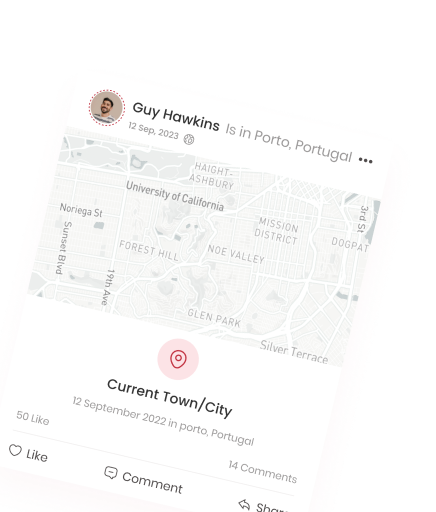 Guy Hawkins Is in Porto, Portugal
12 Sep, 2023
HAIGHT-
ASHBURY
University of California
3rd St
Noriega St
MISSION
DISTRICT
DOGPAT
Sunset Blvd
FOREST HILL
NOE VALLEY
19th Ave
GLEN PARK
Silver Terrace
Current Town/City
12 September 2022 in porto, Portugal
50 Like
14 Comments
Like
Comment
Share